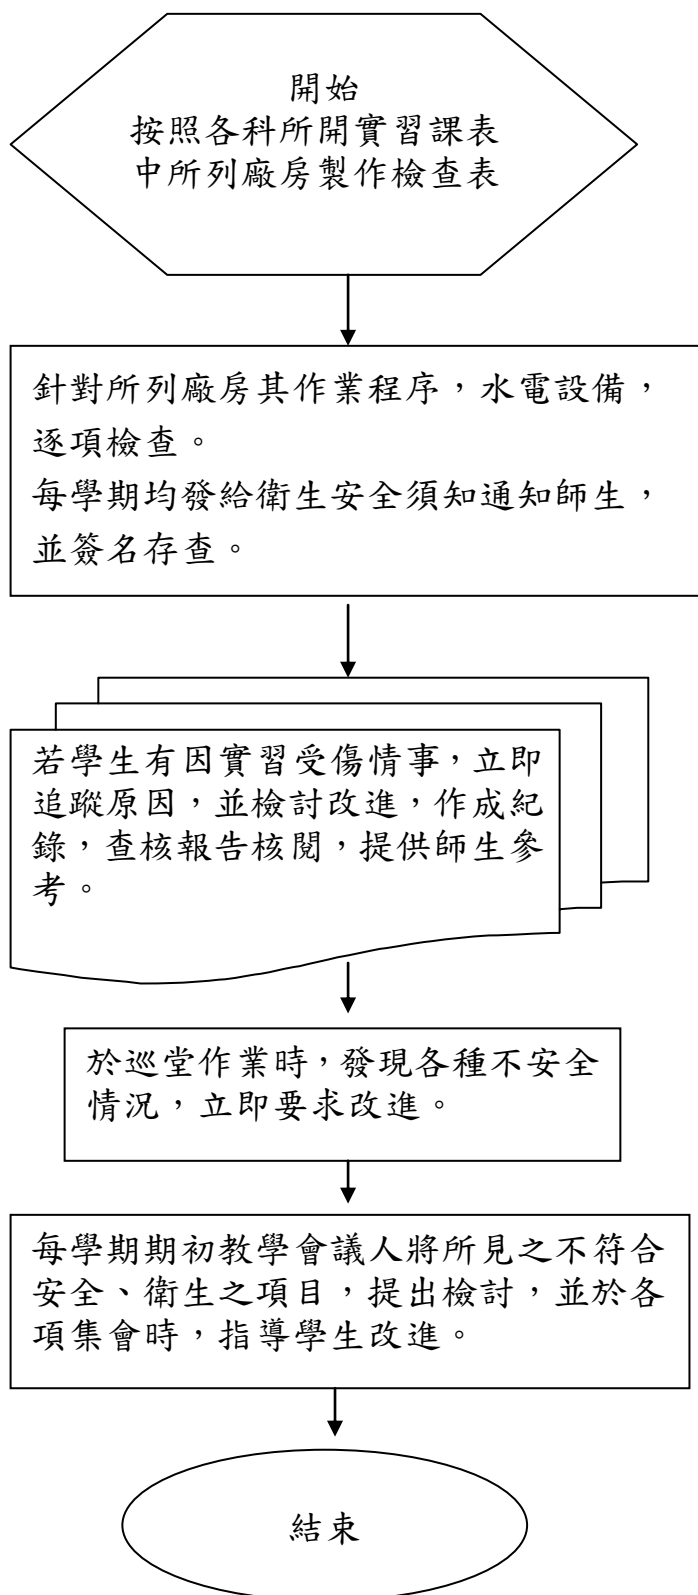 開始
按照各科所開實習課表
中所列廠房製作檢查表
針對所列廠房其作業程序，水電設備，
逐項檢查。
每學期均發給衛生安全須知通知師生，
並簽名存查。
若學生有因實習受傷情事，立即
追蹤原因，並檢討改進，作成紀
錄，查核報告核閱，提供師生參
考。
於巡堂作業時，發現各種不安全
情況，立即要求改進。
每學期期初教學會議人將所見之不符合
安全、衛生之項目，提出檢討，並於各
項集會時，指導學生改進。
結束